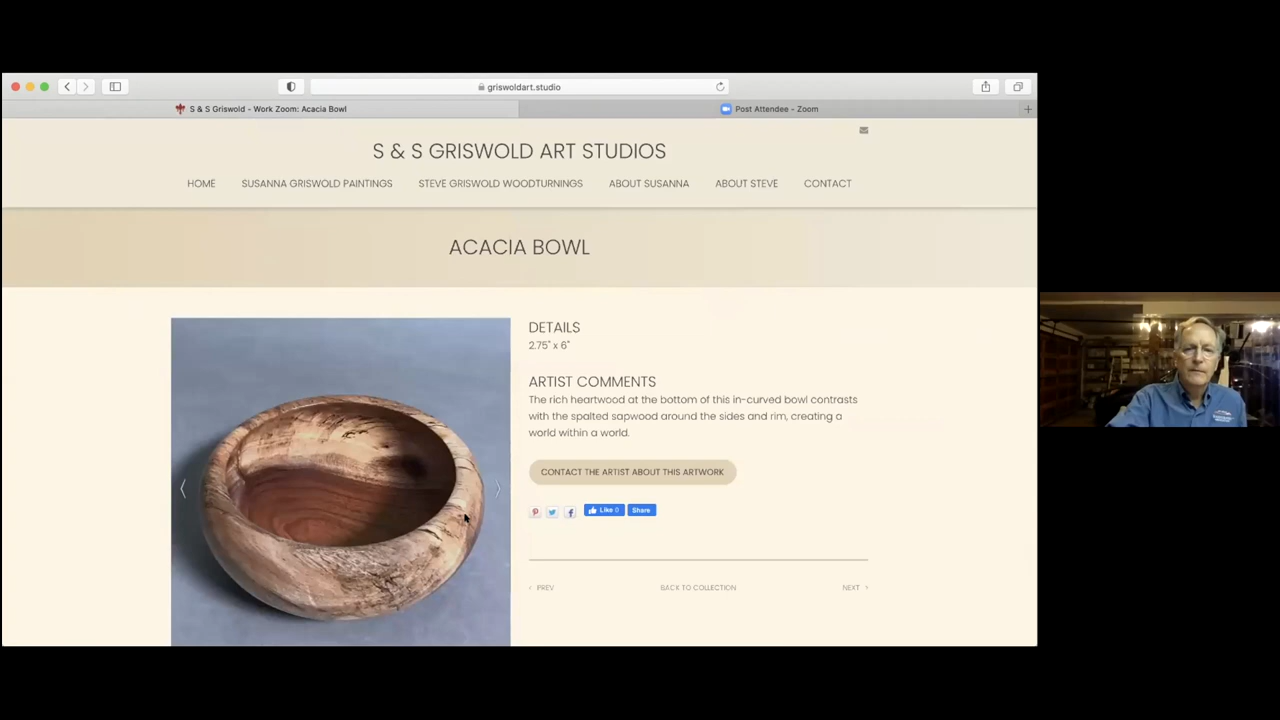 griswoldart.studio
S & S Griswold - Work Zoom: Acacia Bowl
Post Attendee - Zoom
S & S GRISWOLD ART STUDIOS
HOME
SUSANNA GRISWOLD PAINTINGS
STEVE GRISWOLD WOODTURNINGS
ABOUT SUSANNA
ABOUT STEVE
CONTACT
ACACIA BOWL
DETAILS
2.75" x 6"
ARTIST COMMENTS
The rich heartwood at the bottom of this in-curved bowl contrasts
with the spalted sapwood around the sides and rim, creating a
world within a world.
CONTACT THE ARTIST ABOUT THIS ARTWORK
Like 0
Share
PREV
BACK TO COLLECTION
NEXT